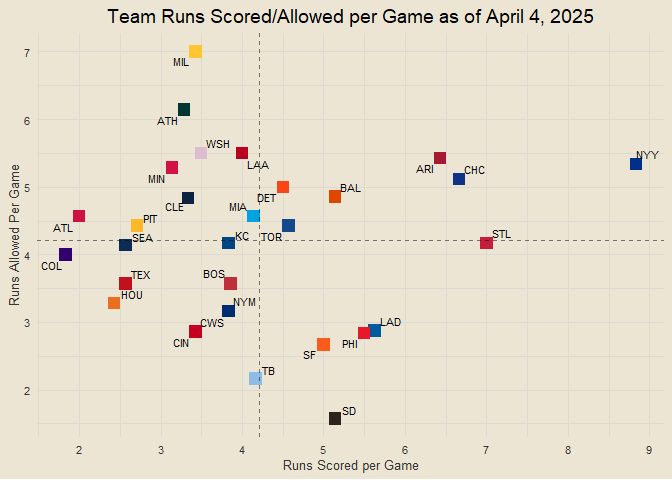 Team Runs Scored/Allowed per Game as of April 4, 2025
7
MIL
6
ATH
WSH
LAA
MIN
ARI
CHC
NYY
5
CLE
DET
BAL
MIA
ATL
PIT
TOR
SEA
KC
STL
4
COL
TEX
BOS
HOU
NYM
3
CWS
CIN
LAD
PHI
SF
TB
2
SD
2
3
4
5
6
7
8
9
Runs Scored per Game
Runs Allowed Per Game